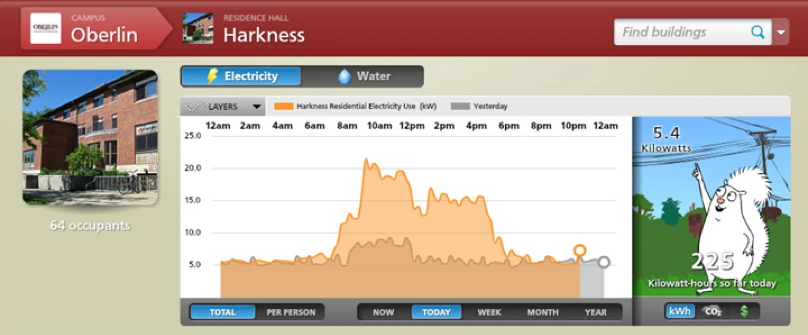 OBERLIN
CAMPUS
Oberlin
RESIDENCE HALL
Harkness
Find buildings
Electricity
Water
LAYERS
Harkness Residential Electricity Use (kW)
Yesterday
12am 2am 4am 6am 8am 10am 12pm 2pm 4pm 6pm 8pm 10pm 12am
25.0
20.0
15.0
10.0
5.0
64 occupants
5.4
Kilowatts
225
Kilowatt-hours so far today
TOTAL
PER PERSON
NOW
TODAY
WEEK
MONTH
YEAR
kWh
CO₂
$